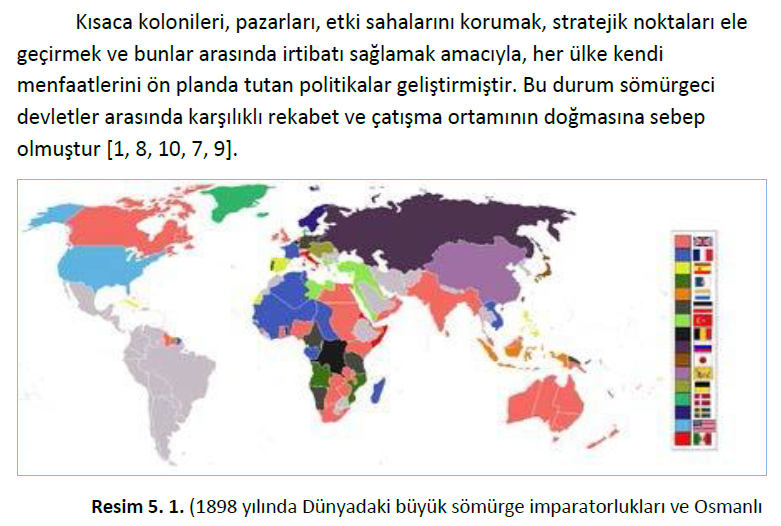 Kısaca kolonileri, pazarları, etki sahalarını korumak, stratejik noktaları ele
geçirmek ve bunlar arasında irtibatı sağlamak amacıyla, her ülke kendi
menfaatlerini ön planda tutan politikalar geliştirmiştir. Bu durum sömürgeci
devletler arasında karşılıklı rekabet ve çatışma ortamının doğmasına sebep
olmuştur [1, 8, 10, 7, 9].
Resim 5. 1. (1898 yılında Dünyadaki büyük sömürge imparatorlukları ve Osmanlı